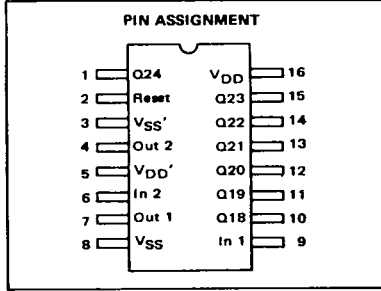 PIN ASSIGNMENT
1 Q24 VDD 16
2 Reset Q23 15
3 VSS' Q22 14
4 Out 2 Q21 13
5 VDD' Q20 12
6 In 2 Q19 11
7 Out 1 Q18 10
8 VSS In 1 9